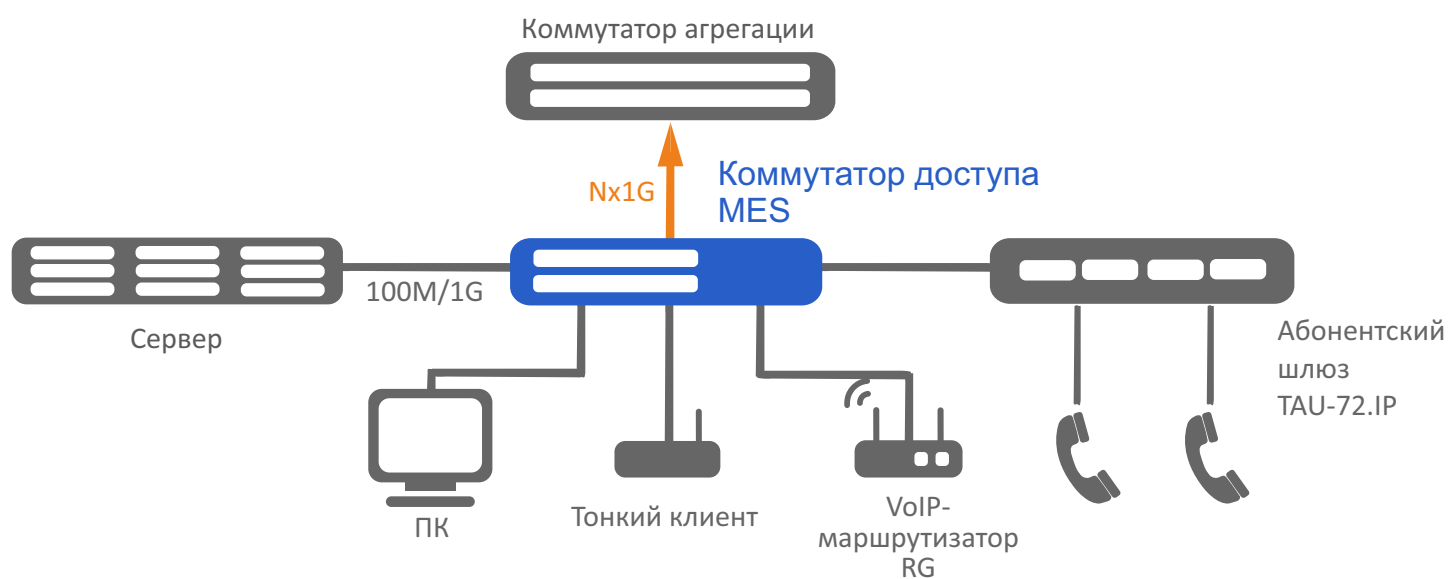 Коммутатор агрегации
Nx1G
Коммутатор доступа
MES
100M/1G
Сервер
Абонентский
шлюз
TAU-72.IP
ПК
Тонкий клиент
VoIP-
маршрутизатор
RG